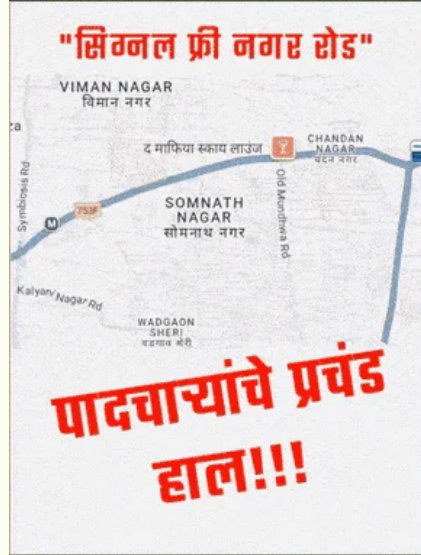 "सिग्नल फ्री नगर रोड"
VIMAN NAGAR
विमान नगर
za
द माफिया स्काय लाउंज
CHANDAN
NAGAR
चंदन नगर
Symbiosis Rd
753F
SOMNATH
NAGAR
सोमनाथ नगर
Old Mundhwa Rd
Kalyani Nagar Rd
WADGAON
SHERI
वडगाव शेरी
पादचाऱ्यांचे प्रचंड
हाल!!!